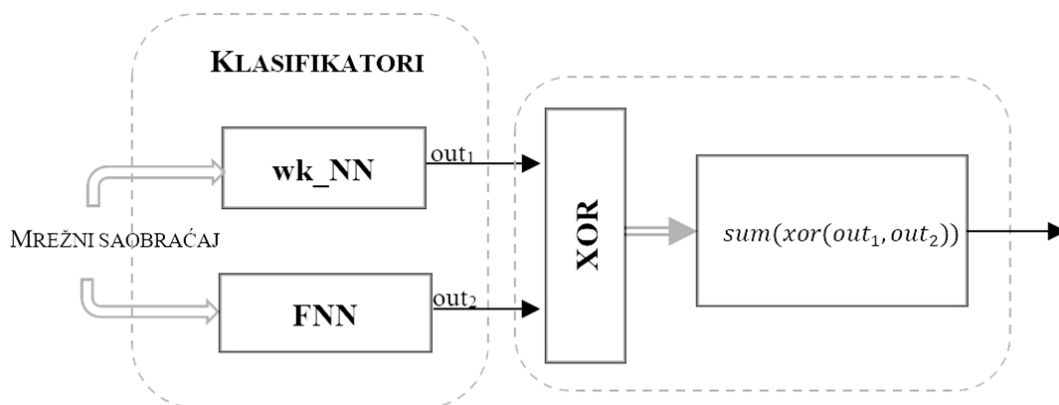 KLASIFIKATORI
wk_NN
out₁
MREŽNI SAOBRAĆAJ
FNN
out₂
XOR
sum(xor(out₁,out₂))